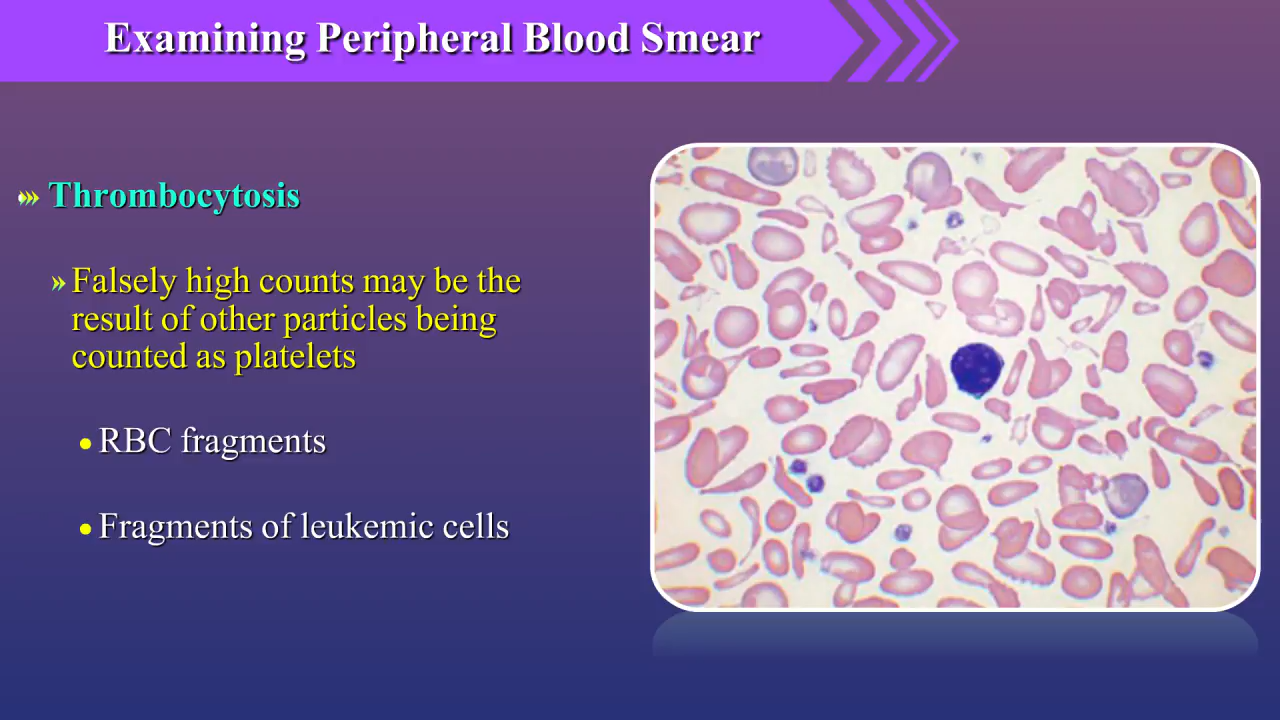 Examining Peripheral Blood Smear
Thrombocytosis
Falsely high counts may be the
result of other particles being
counted as platelets
RBC fragments
Fragments of leukemic cells